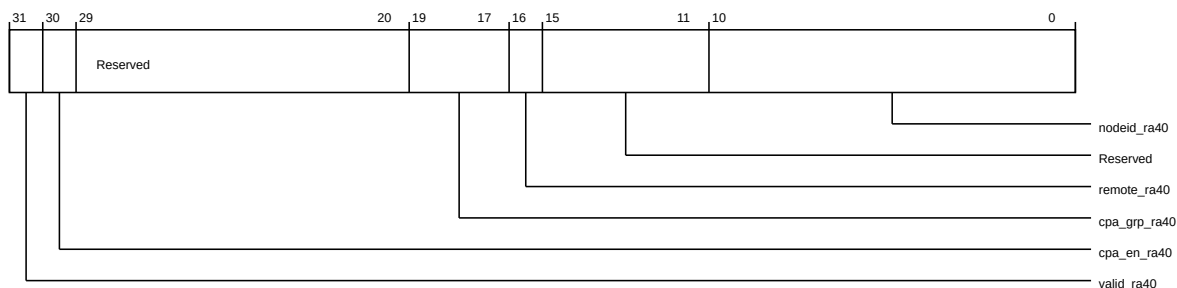 31 30 29 20 19 17 16 15 11 10 0
Reserved
nodeid_ra40
Reserved
remote_ra40
cpa_grp_ra40
cpa_en_ra40
valid_ra40